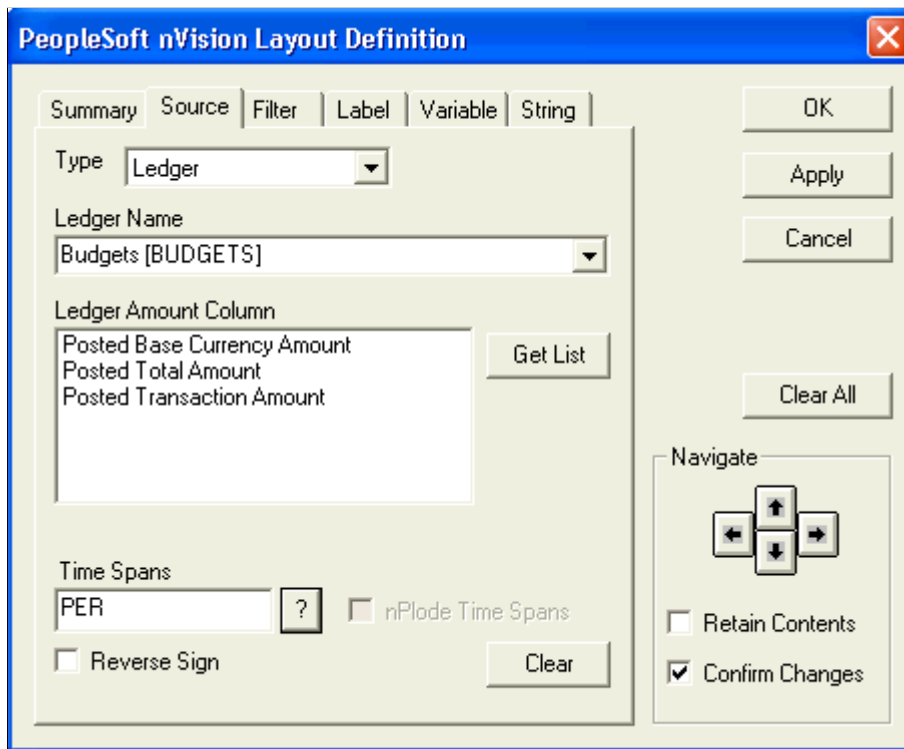 PeopleSoft nVision Layout Definition
Summary Source Filter Label Variable String
OK
Type Ledger
Apply
Ledger Name
Cancel
Budgets [BUDGETS]
Ledger Amount Column
Posted Base Currency Amount
Posted Total Amount
Posted Transaction Amount
Get List
Clear All
Navigate
Time Spans
PER ? nPlode Time Spans
Retain Contents
Reverse Sign Clear
Confirm Changes